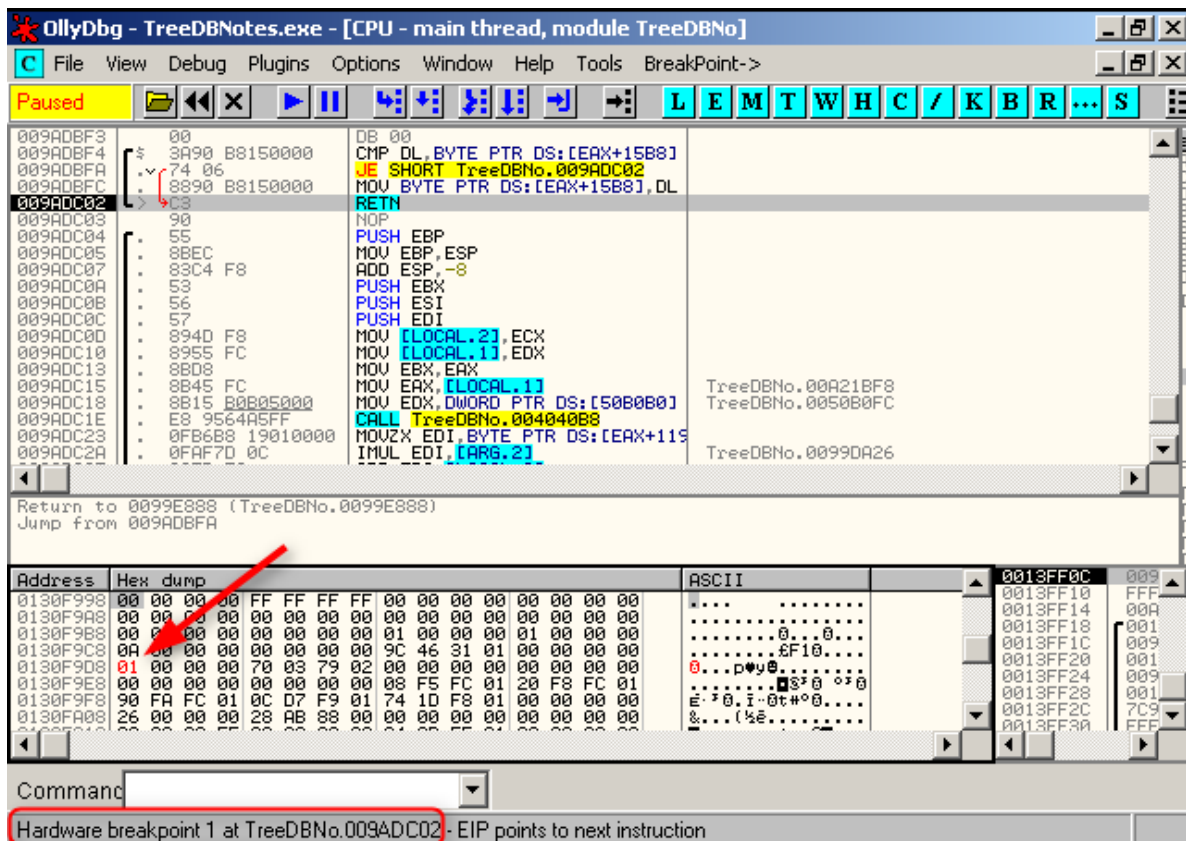 OllyDbg - TreeDBNotes.exe - [CPU - main thread, module TreeDBNo]
C File View Debug Plugins Options Window Help Tools BreakPoint->
Paused L E M T W H C / K B R ... S
009ADBF3 00 DB 00
009ADBF4 $ 3A90 B8150000 CMP DL,BYTE PTR DS:[EAX+15B8]
009ADBFA .v 74 06 JE SHORT TreeDBNo.009ADC02
009ADBFC . 8890 B8150000 MOV BYTE PTR DS:[EAX+15B8],DL
009ADC02 > C3 RETN
009ADC03 90 NOP
009ADC04 . 55 PUSH EBP
009ADC05 . 8BEC MOV EBP,ESP
009ADC07 . 83C4 F8 ADD ESP,-8
009ADC0A . 53 PUSH EBX
009ADC0B . 56 PUSH ESI
009ADC0C . 57 PUSH EDI
009ADC0D . 894D F8 MOV [LOCAL.2],ECX
009ADC10 . 8955 FC MOV [LOCAL.1],EDX
009ADC13 . 8BD8 MOV EBX,EAX
009ADC15 . 8B45 FC MOV EAX,[LOCAL.1] TreeDBNo.00A21BF8
009ADC18 . 8B15 B0B05000 MOV EDX,DWORD PTR DS:[50B0B0] TreeDBNo.0050B0FC
009ADC1E . E8 9564A5FF CALL TreeDBNo.004040B8
009ADC23 . 0FB6B8 19010000 MOVZX EDI,BYTE PTR DS:[EAX+119
009ADC2A . 0FAF7D 0C IMUL EDI,[ARG.2] TreeDBNo.0099DA26
Return to 0099E888 (TreeDBNo.0099E888)
Jump from 009ADBFA
Address Hex dump ASCII
0130F998 00 00 00 00 FF FF FF FF 00 00 00 00 00 00 00 00
0130F9A8 00 00 00 00 00 00 00 00 00 00 00 00 00 00 00 00
0130F9B8 00 00 00 00 00 00 00 00 01 00 00 00 01 00 00 00
0130F9C8 0A 00 00 00 00 00 00 00 9C 46 31 01 00 00 00 00
0130F9D8 01 00 00 00 70 03 79 02 00 00 00 00 00 00 00 00
0130F9E8 00 00 00 00 00 00 00 00 08 F5 FC 01 20 F8 FC 01
0130F9F8 90 FA FC 01 0C D7 F9 01 74 1D F8 01 00 00 00 00
0130FA08 26 00 00 00 28 AB 88 00 00 00 00 00 00 00 00 00
0013FF0C 009
0013FF10 FFF
0013FF14 00A
0013FF18 001
0013FF1C 009
0013FF20 001
0013FF24 009
0013FF28 001
0013FF2C 7C9
0013FF30 FFF
Command
Hardware breakpoint 1 at TreeDBNo.009ADC02 - EIP points to next instruction